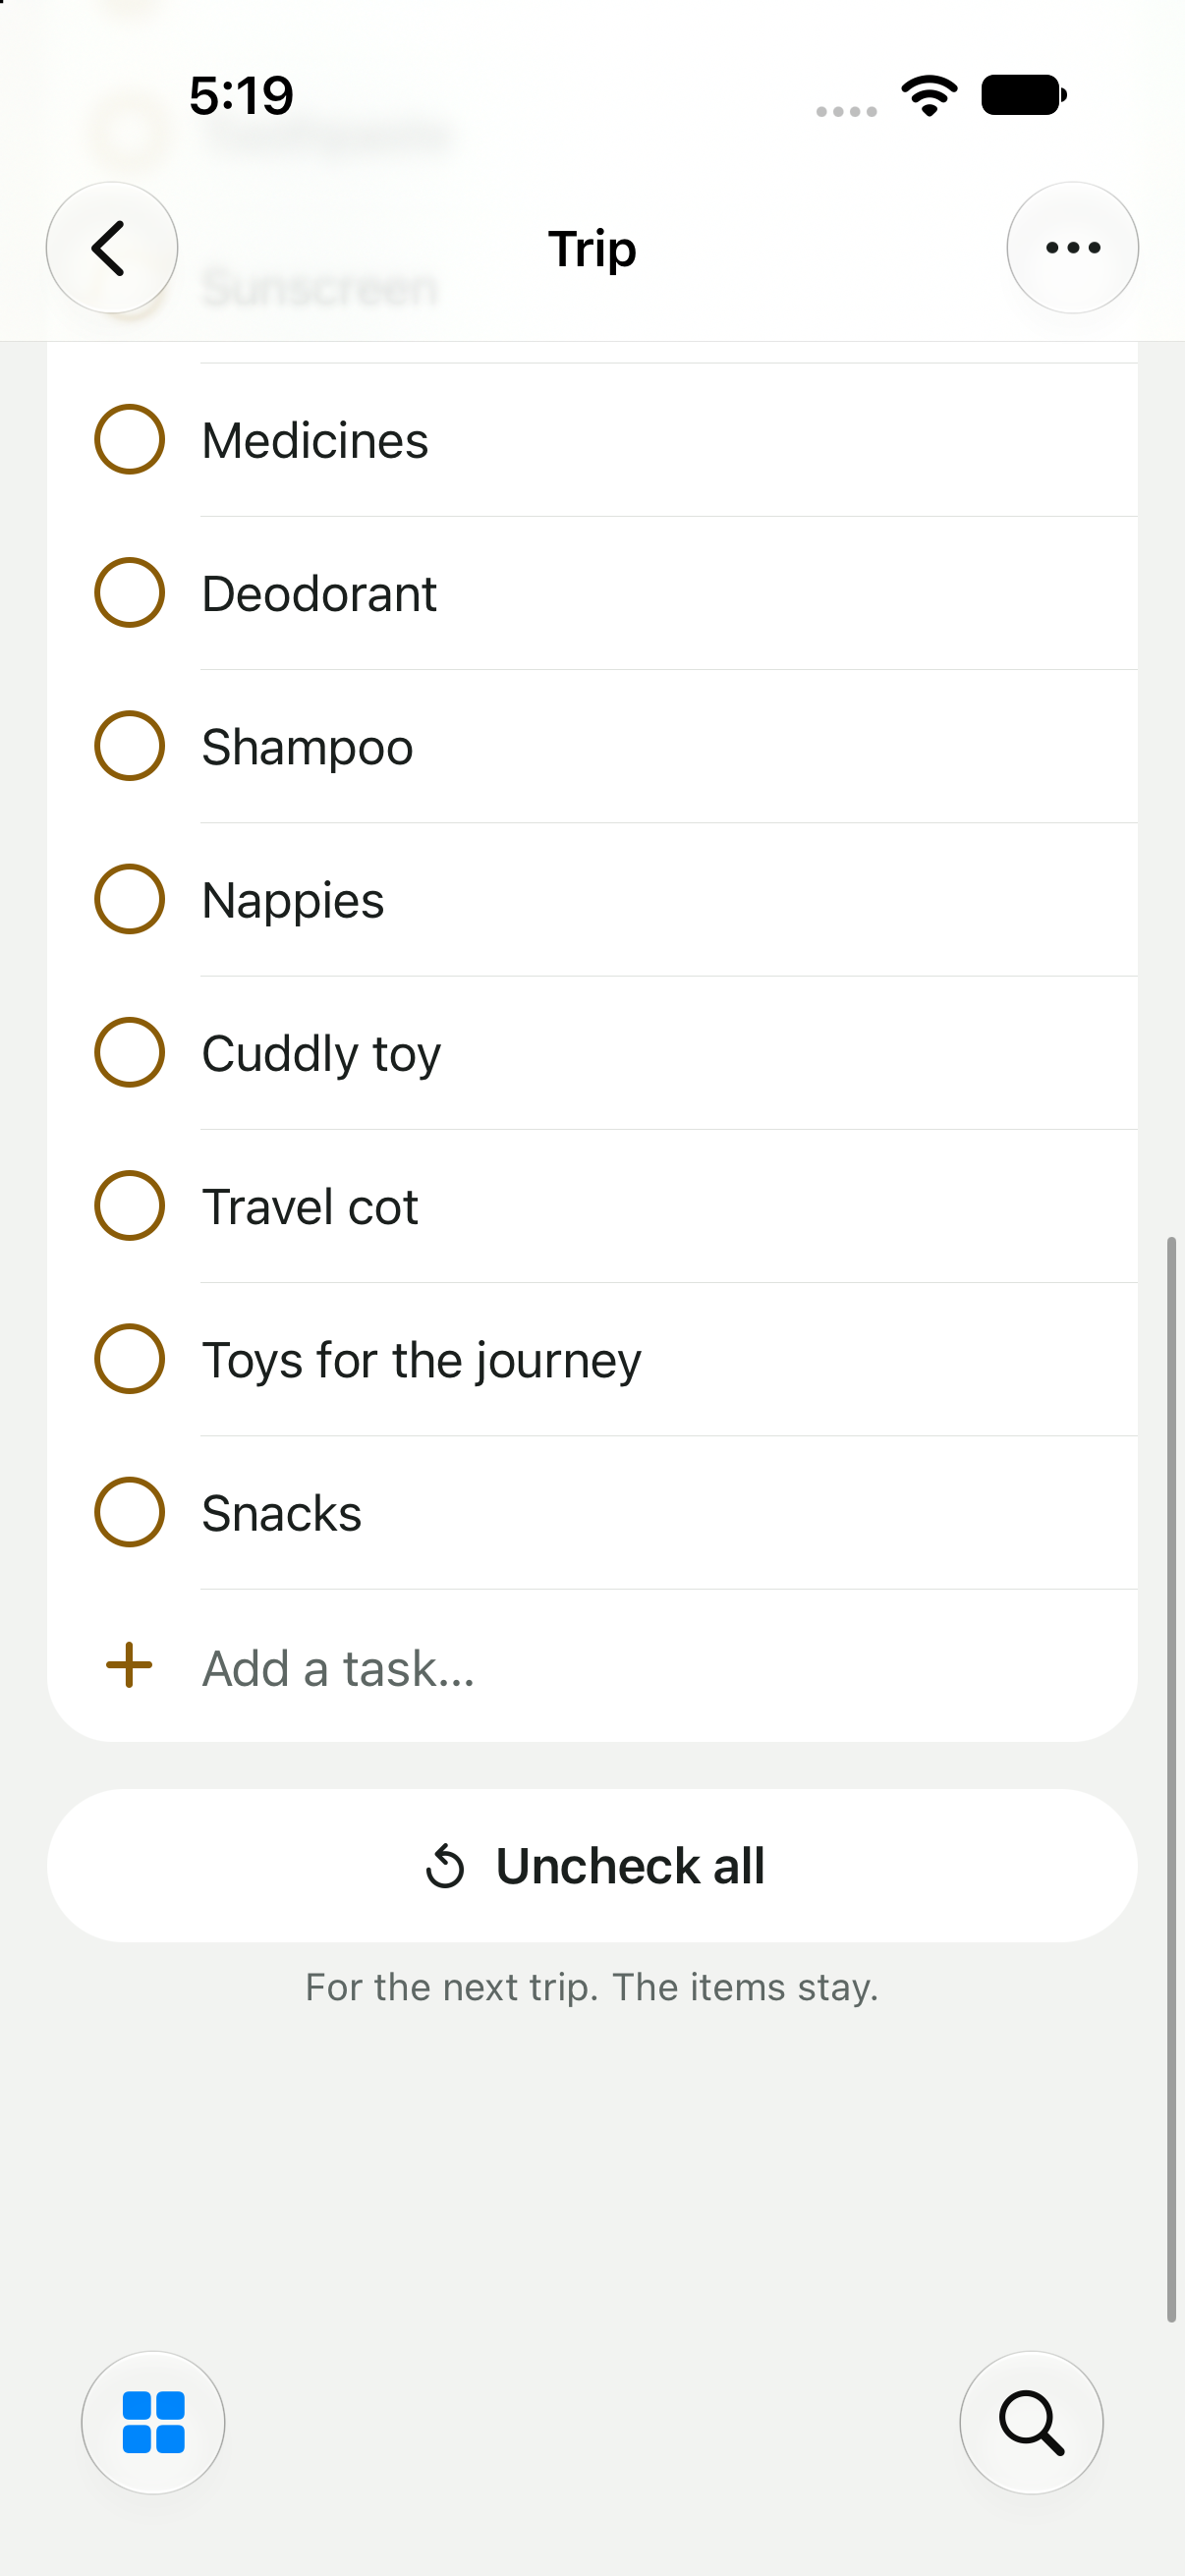 5:19
Trip
Sunscreen
Medicines
Deodorant
Shampoo
Nappies
Cuddly toy
Travel cot
Toys for the journey
Snacks
Add a task...
Uncheck all
For the next trip. The items stay.